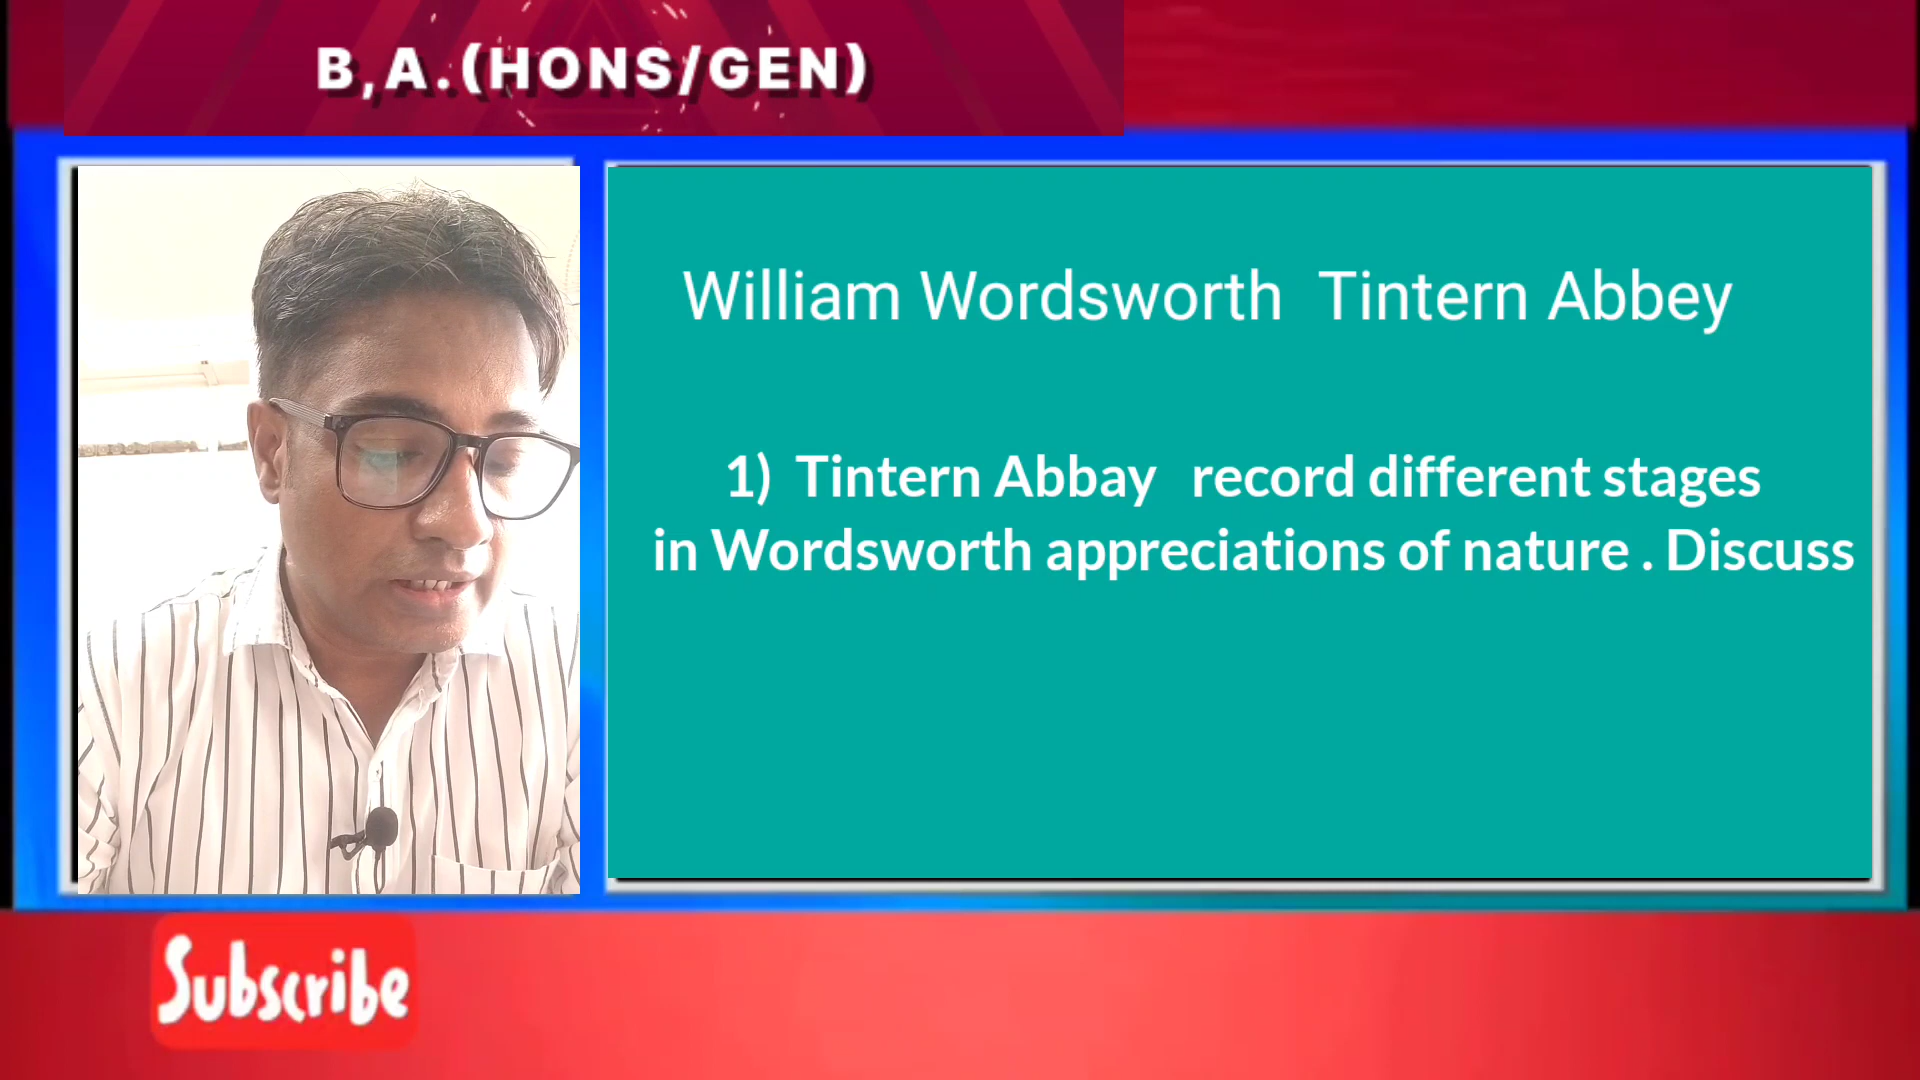 B,A.(HONS/GEN)
William Wordsworth Tintern Abbey
1) Tintern Abbay record different stages
in Wordsworth appreciations of nature . Discuss
Subscribe